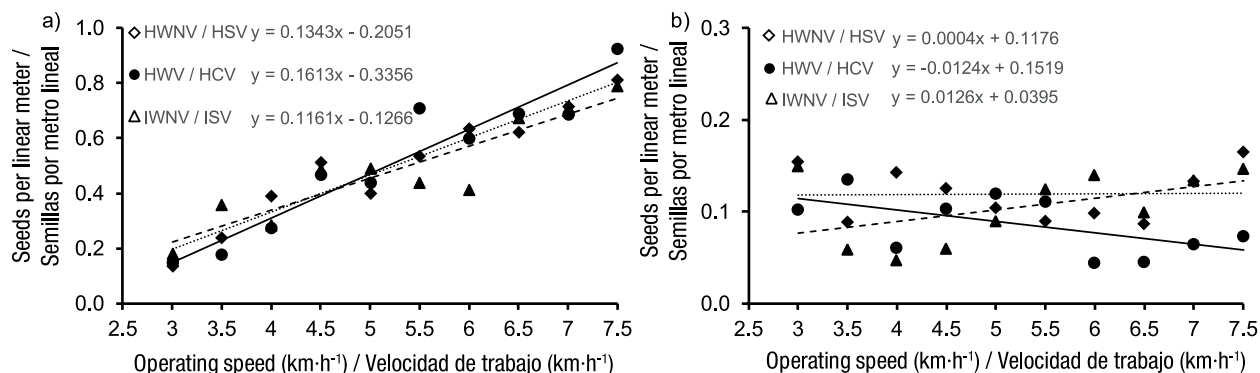 a)
HWNV / HSV y = 0.1343x - 0.2051
HWV / HCV y = 0.1613x - 0.3356
IWNV / ISV y = 0.1161x - 0.1266
Seeds per linear meter /
Semillas por metro lineal
1.0
0.8
0.6
0.4
0.2
0.0
2.5 3 3.5 4 4.5 5 5.5 6 6.5 7 7.5
Operating speed (km·h⁻¹) / Velocidad de trabajo (km·h⁻¹)
b)
HWNV / HSV y = 0.0004x + 0.1176
HWV / HCV y = -0.0124x + 0.1519
IWNV / ISV y = 0.0126x + 0.0395
Seeds per linear meter /
Semillas por metro lineal
0.3
0.2
0.1
0.0
2.5 3 3.5 4 4.5 5 5.5 6 6.5 7 7.5
Operating speed (km·h⁻¹) / Velocidad de trabajo (km·h⁻¹)